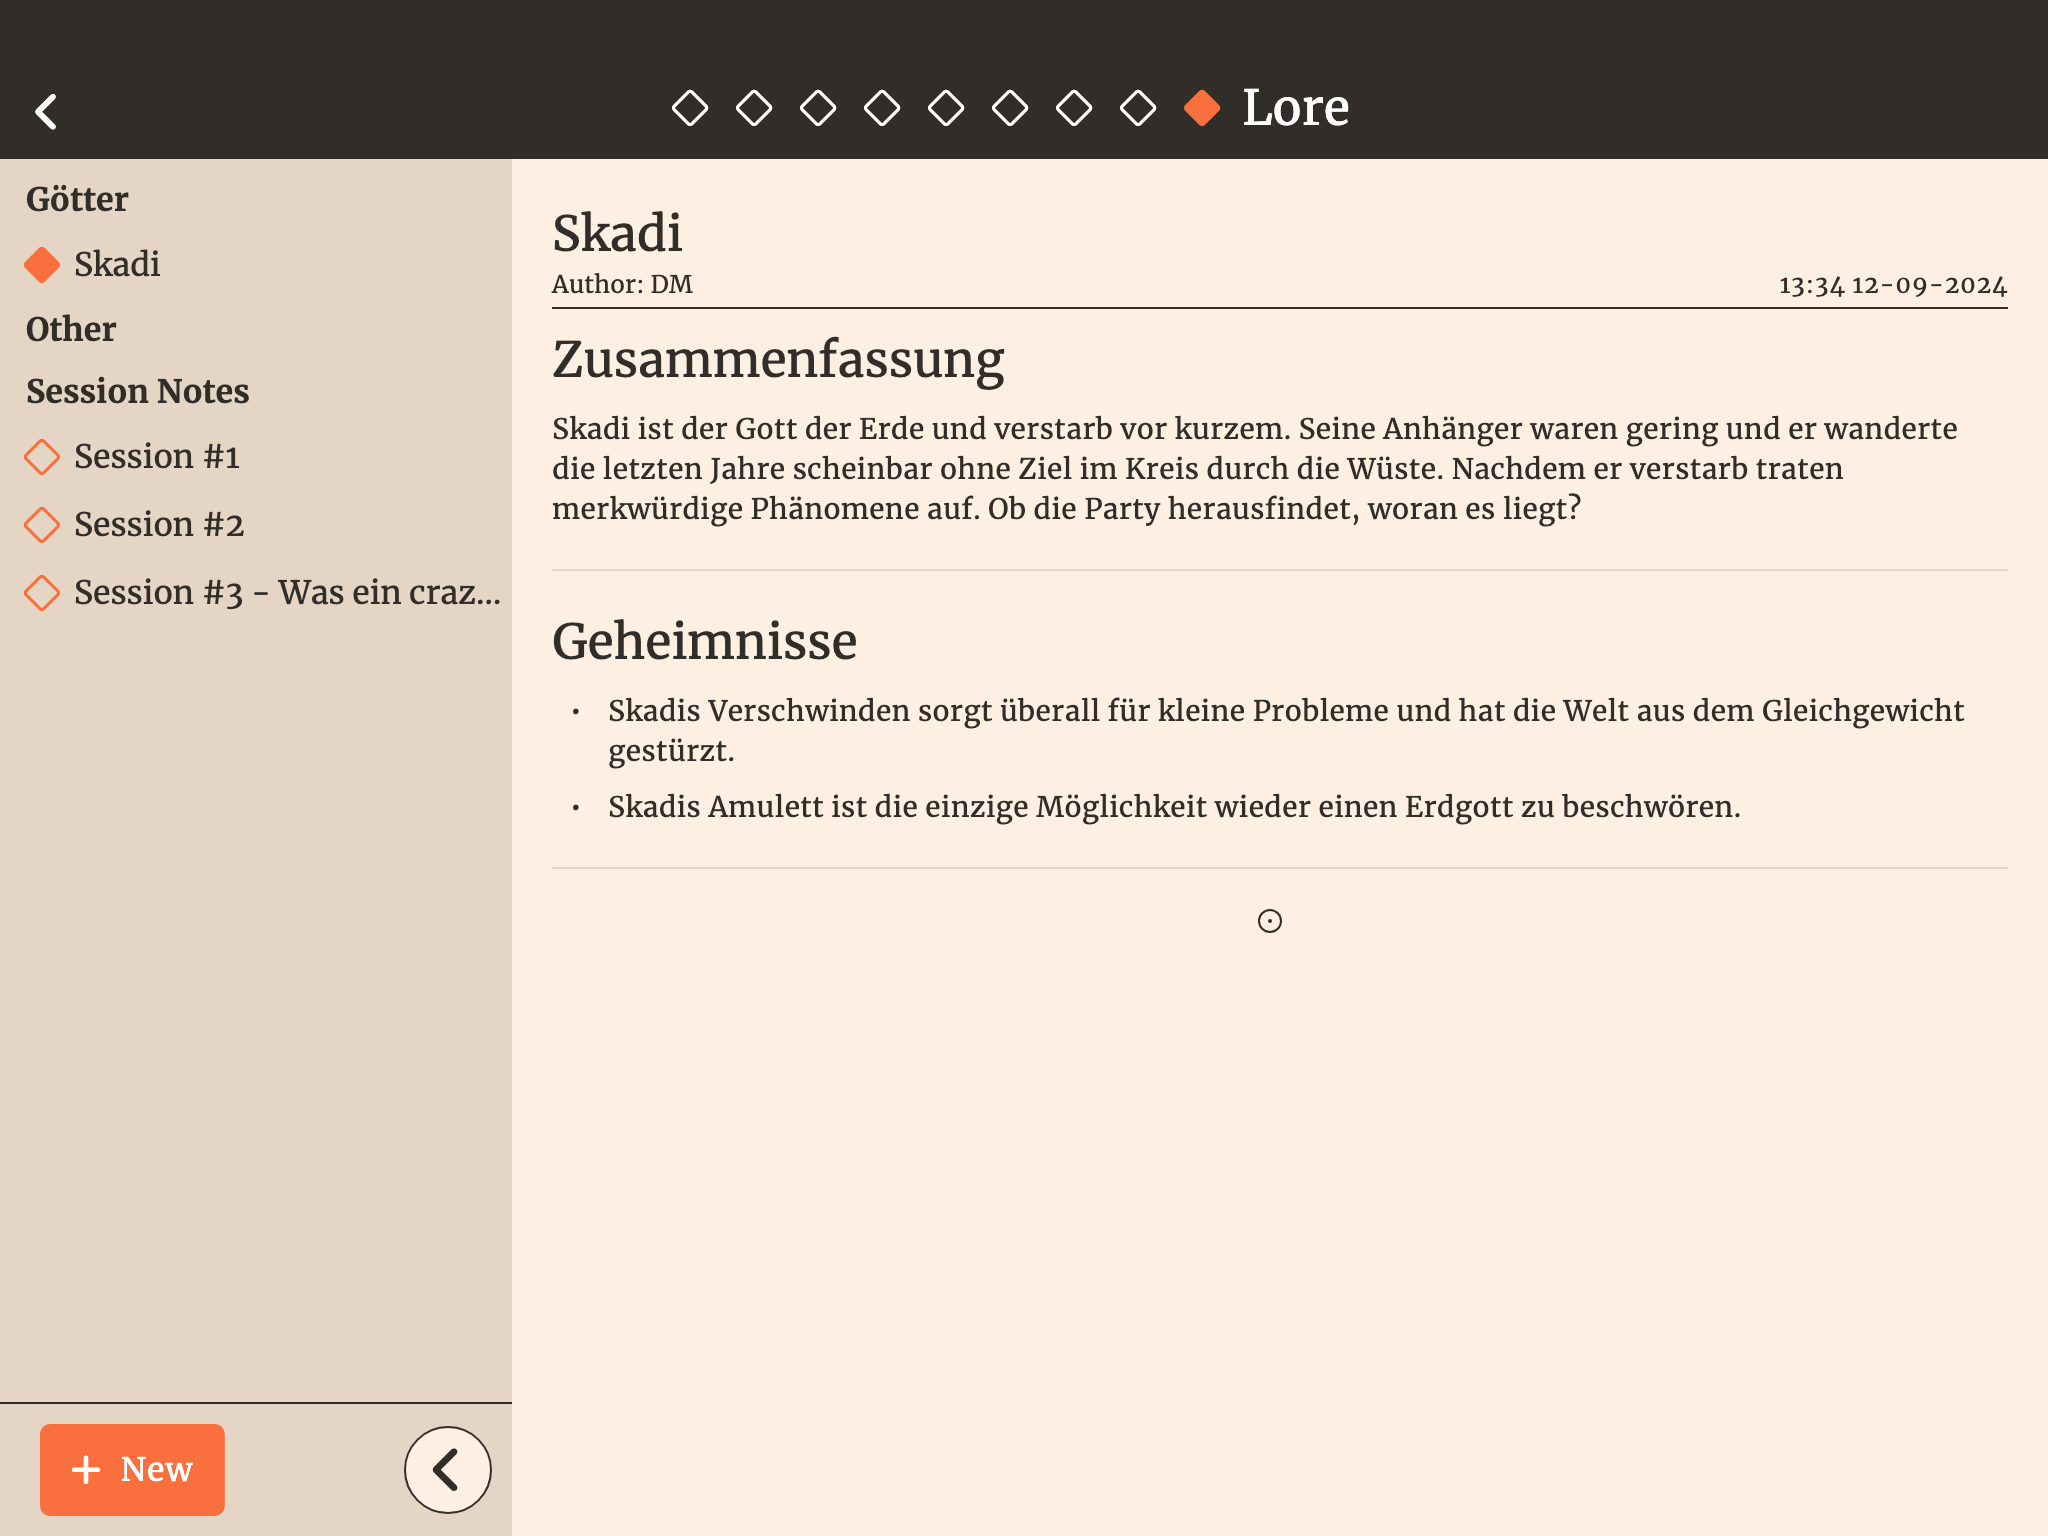 Lore
Götter
Skadi
Other
Session Notes
Session #1
Session #2
Session #3 - Was ein craz...
+ New
Skadi
Author: DM
13:34 12-09-2024
Zusammenfassung
Skadi ist der Gott der Erde und verstarb vor kurzem. Seine Anhänger waren gering und er wanderte
die letzten Jahre scheinbar ohne Ziel im Kreis durch die Wüste. Nachdem er verstarb traten
merkwürdige Phänomene auf. Ob die Party herausfindet, woran es liegt?
Geheimnisse
• Skadis Verschwinden sorgt überall für kleine Probleme und hat die Welt aus dem Gleichgewicht
gestürzt.
• Skadis Amulett ist die einzige Möglichkeit wieder einen Erdgott zu beschwören.